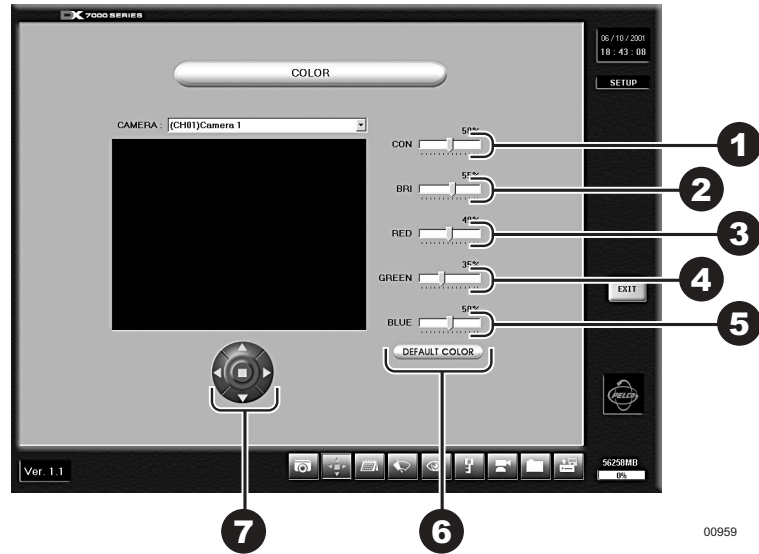 DX 7000 SERIES
06 / 10 / 2001
18 : 43 : 08
COLOR
SETUP
CAMERA : (CH01)Camera 1
50%
CON
1
55%
BRI
2
RED
3
35%
GREEN
4
EXIT
50%
BLUE
5
DEFAULT COLOR
PELCO
Ver. 1.1
56258MB
0%
7
6
00959